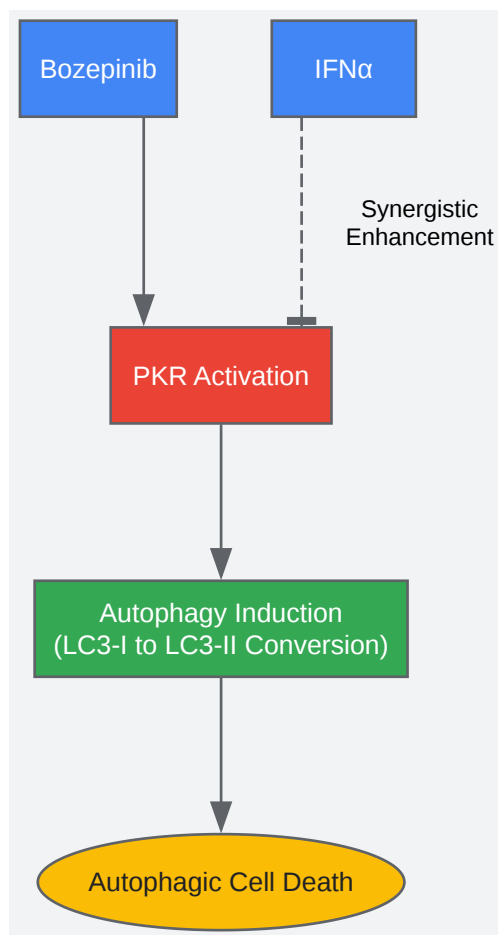 Bozepinib
IFNα
Synergistic
Enhancement
PKR Activation
Autophagy Induction
(LC3-I to LC3-II Conversion)
Autophagic Cell Death